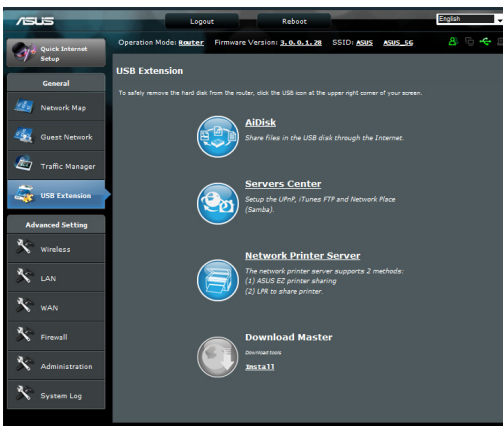 ASUS
Logout
Reboot
English
Quick Internet
Setup
Operation Mode: Router Firmware Version: 3.0.0.1.28 SSID: ASUS ASUS_5G
General
Network Map
Guest Network
Traffic Manager
USB Extension
Advanced Setting
Wireless
LAN
WAN
Firewall
Administration
System Log
USB Extension
To safely remove the hard disk from the router, click the USB icon at the upper right corner of your screen.
AiDisk
Share files in the USB disk through the Internet.
Servers Center
Setup the UPnP, iTunes FTP and Network Place
(Samba).
Network Printer Server
The network printer server supports 2 methods:
(1) ASUS EZ printer sharing
(2) LPR to share printer.
Download Master
Download tools
Install